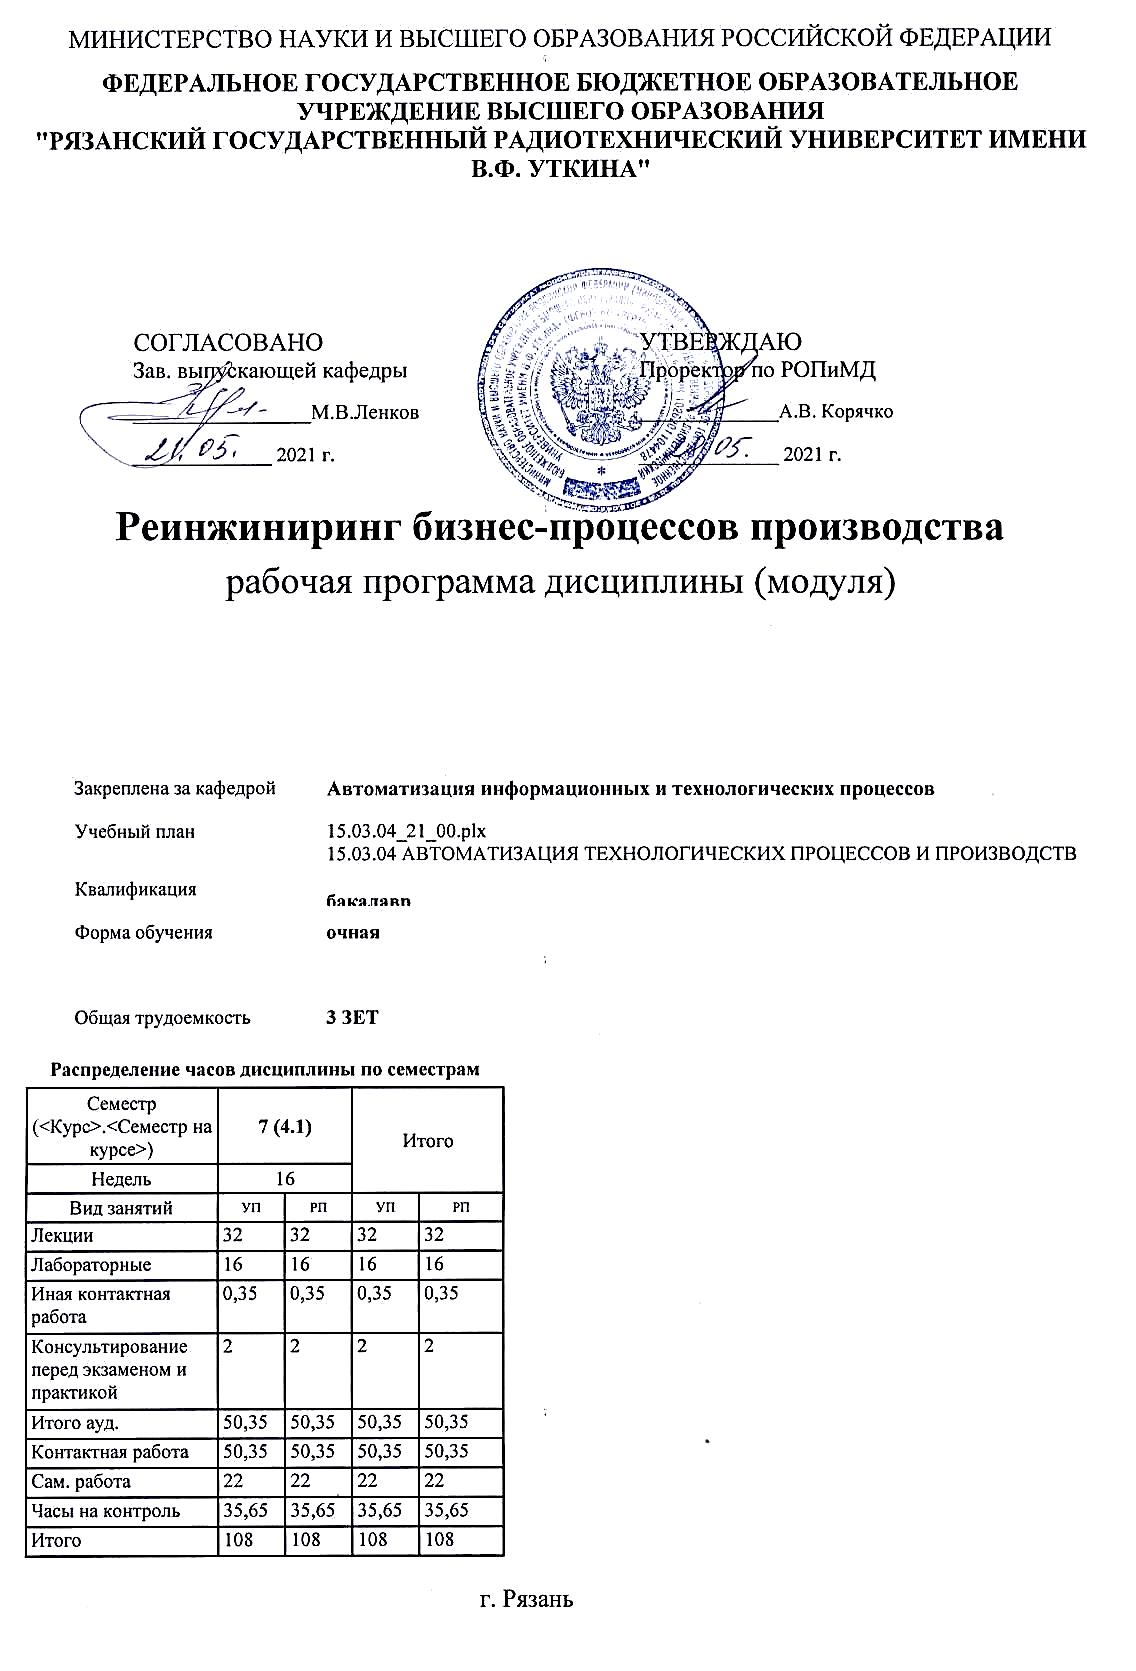 МИНИСТЕРСТВО НАУКИ И ВЫСШЕГО ОБРАЗОВАНИЯ РОССИЙСКОЙ ФЕДЕРАЦИИ
ФЕДЕРАЛЬНОЕ ГОСУДАРСТВЕННОЕ БЮДЖЕТНОЕ ОБРАЗОВАТЕЛЬНОЕ
УЧРЕЖДЕНИЕ ВЫСШЕГО ОБРАЗОВАНИЯ
"РЯЗАНСКИЙ ГОСУДАРСТВЕННЫЙ РАДИОТЕХНИЧЕСКИЙ УНИВЕРСИТЕТ ИМЕНИ
В.Ф. УТКИНА"
СОГЛАСОВАНО
Зав. выпускающей кафедры
М.В.Ленков
21.05. 2021 г.
УТВЕРЖДАЮ
Проректор по РОПиМД
А.В. Корячко
21.05. 2021 г.
Реинжиниринг бизнес-процессов производства
рабочая программа дисциплины (модуля)
Закреплена за кафедрой Автоматизация информационных и технологических процессов
Учебный план 15.03.04_21_00.plx
15.03.04 АВТОМАТИЗАЦИЯ ТЕХНОЛОГИЧЕСКИХ ПРОЦЕССОВ И ПРОИЗВОДСТВ
Квалификация бакалавр
Форма обучения очная
Общая трудоемкость 3 ЗЕТ
Распределение часов дисциплины по семестрам
Семестр
(<Курс>.<Семестр на
курсе>)
7 (4.1)
Итого
Недель 16
Вид занятий УП РП УП РП
Лекции 32 32 32 32
Лабораторные 16 16 16 16
Иная контактная
работа
0,35 0,35 0,35 0,35
Консультирование
перед экзаменом и
практикой
2 2 2 2
Итого ауд. 50,35 50,35 50,35 50,35
Контактная работа 50,35 50,35 50,35 50,35
Сам. работа 22 22 22 22
Часы на контроль 35,65 35,65 35,65 35,65
Итого 108 108 108 108
г. Рязань